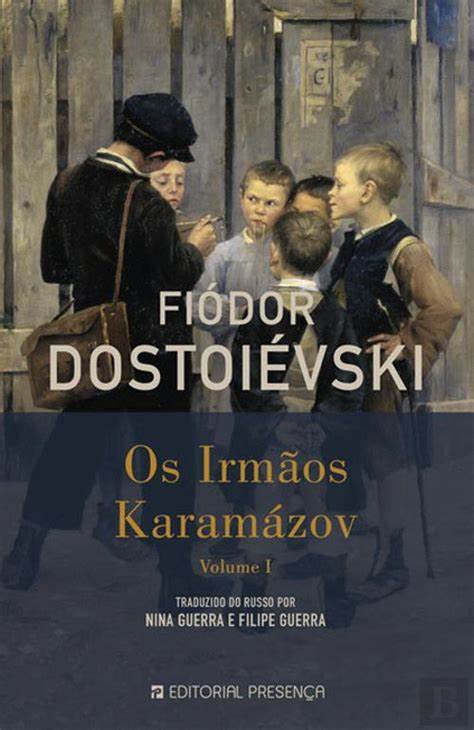 FIÓDOR
DOSTOIÉVSKI
Os Irmãos
Karamázov
Volume I
TRADUZIDO DO RUSSO POR
NINA GUERRA E FILIPE GUERRA
EDITORIAL PRESENÇA
B